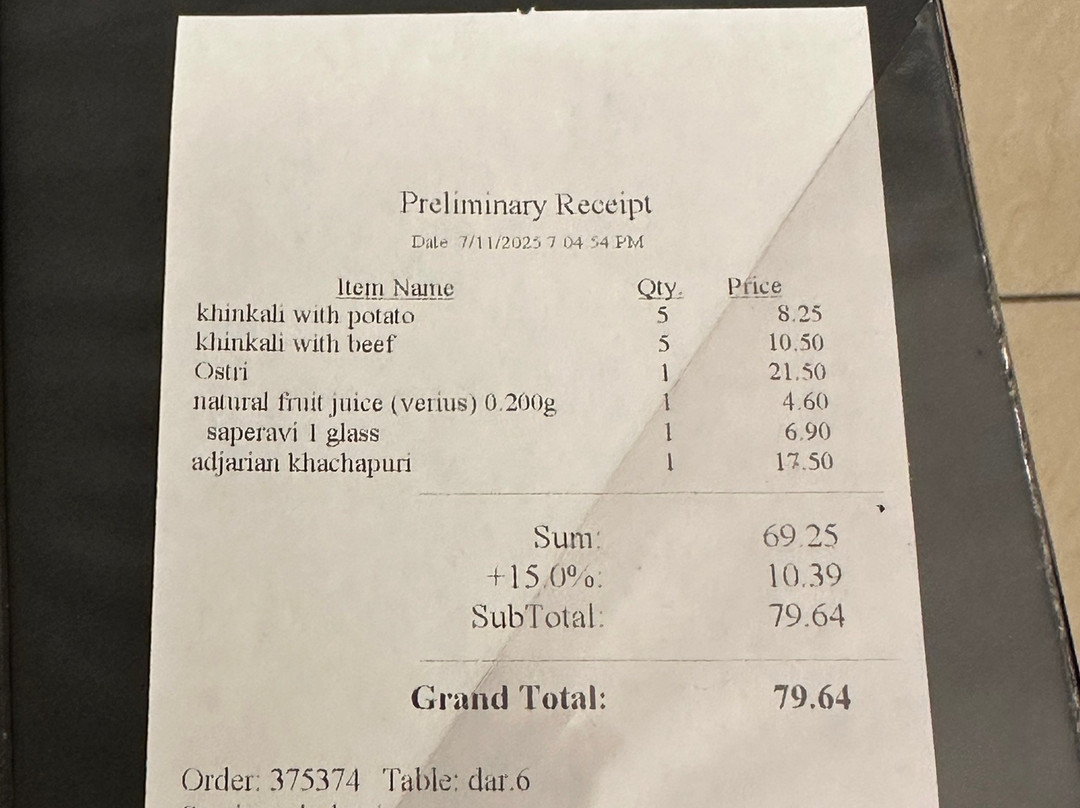 Preliminary Receipt
Date 7/11/2025 7 04 54 PM
Item Name Qty. Price
khinkali with potato 5 8.25
khinkali with beef 5 10.50
Ostri 1 21.50
natural fruit juice (verius) 0.200g 1 4.60
saperavi 1 glass 1 6.90
adjarian khachapuri 1 17.50
Sum: 69.25
+15.0%: 10.39
SubTotal: 79.64
Grand Total: 79.64
Order: 375374 Table: dar.6